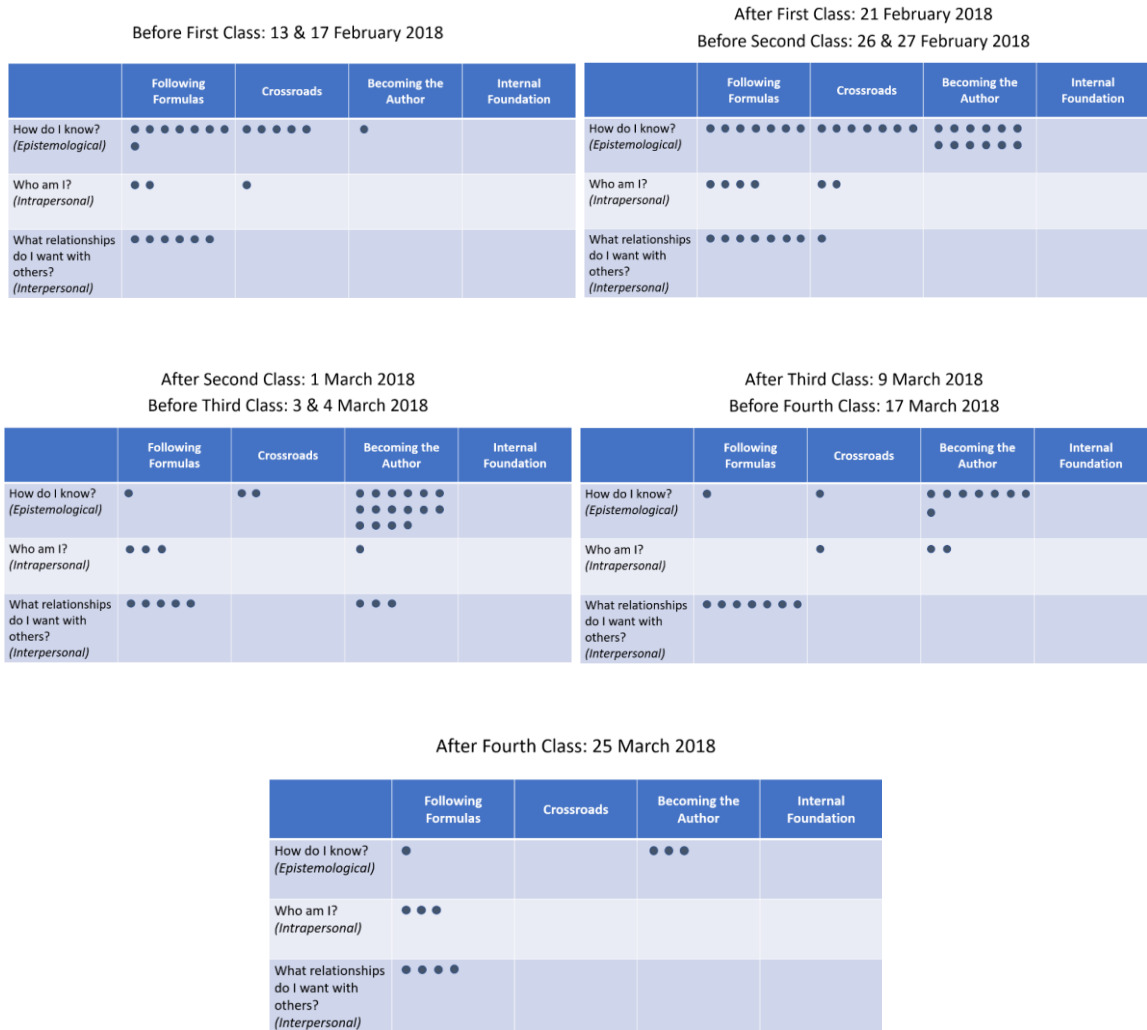 Before First Class: 13 & 17 February 2018
Following
Formulas
Crossroads
Becoming the
Author
Internal
Foundation
How do I know?
(Epistemological)
Who am I?
(Intrapersonal)
What relationships
do I want with
others?
(Interpersonal)
After First Class: 21 February 2018
Before Second Class: 26 & 27 February 2018
Following
Formulas
Crossroads
Becoming the
Author
Internal
Foundation
How do I know?
(Epistemological)
Who am I?
(Intrapersonal)
What relationships
do I want with
others?
(Interpersonal)
After Second Class: 1 March 2018
Before Third Class: 3 & 4 March 2018
Following
Formulas
Crossroads
Becoming the
Author
Internal
Foundation
How do I know?
(Epistemological)
Who am I?
(Intrapersonal)
What relationships
do I want with
others?
(Interpersonal)
After Third Class: 9 March 2018
Before Fourth Class: 17 March 2018
Following
Formulas
Crossroads
Becoming the
Author
Internal
Foundation
How do I know?
(Epistemological)
Who am I?
(Intrapersonal)
What relationships
do I want with
others?
(Interpersonal)
After Fourth Class: 25 March 2018
Following
Formulas
Crossroads
Becoming the
Author
Internal
Foundation
How do I know?
(Epistemological)
Who am I?
(Intrapersonal)
What relationships
do I want with
others?
(Interpersonal)